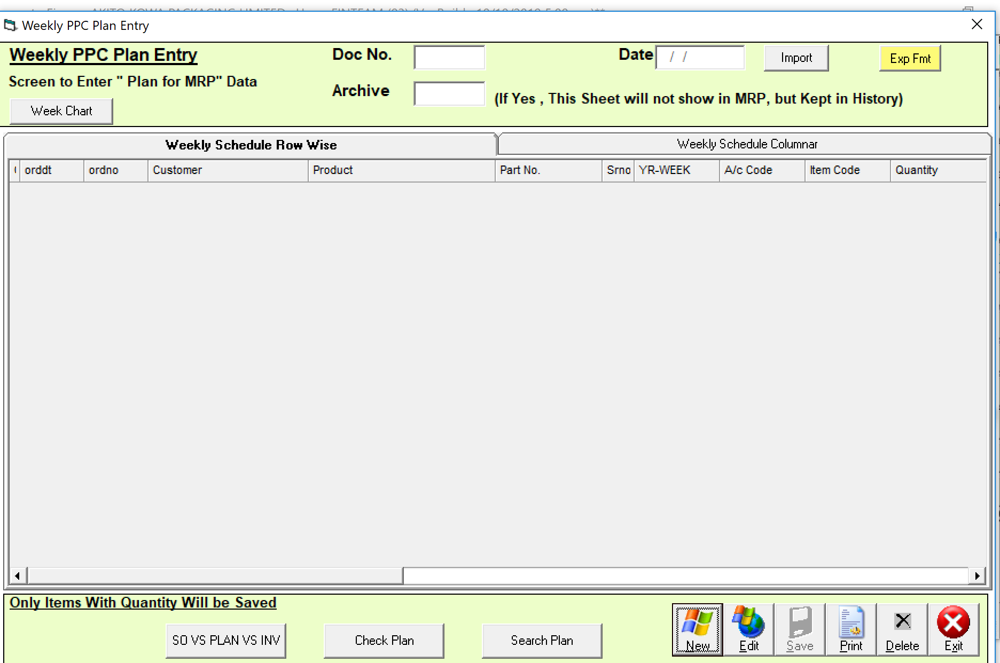 Weekly PPC Plan Entry
Weekly PPC Plan Entry
Doc No.
Date / /
Import
Exp Fmt
Screen to Enter " Plan for MRP" Data
Archive
(If Yes , This Sheet will not show in MRP, but Kept in History)
Week Chart
Weekly Schedule Row Wise
Weekly Schedule Columnar
orddt ordno Customer Product Part No. Srno YR-WEEK A/c Code Item Code Quantity
Only Items With Quantity Will be Saved
SO VS PLAN VS INV
Check Plan
Search Plan
New
Edit
Save
Print
Delete
Exit